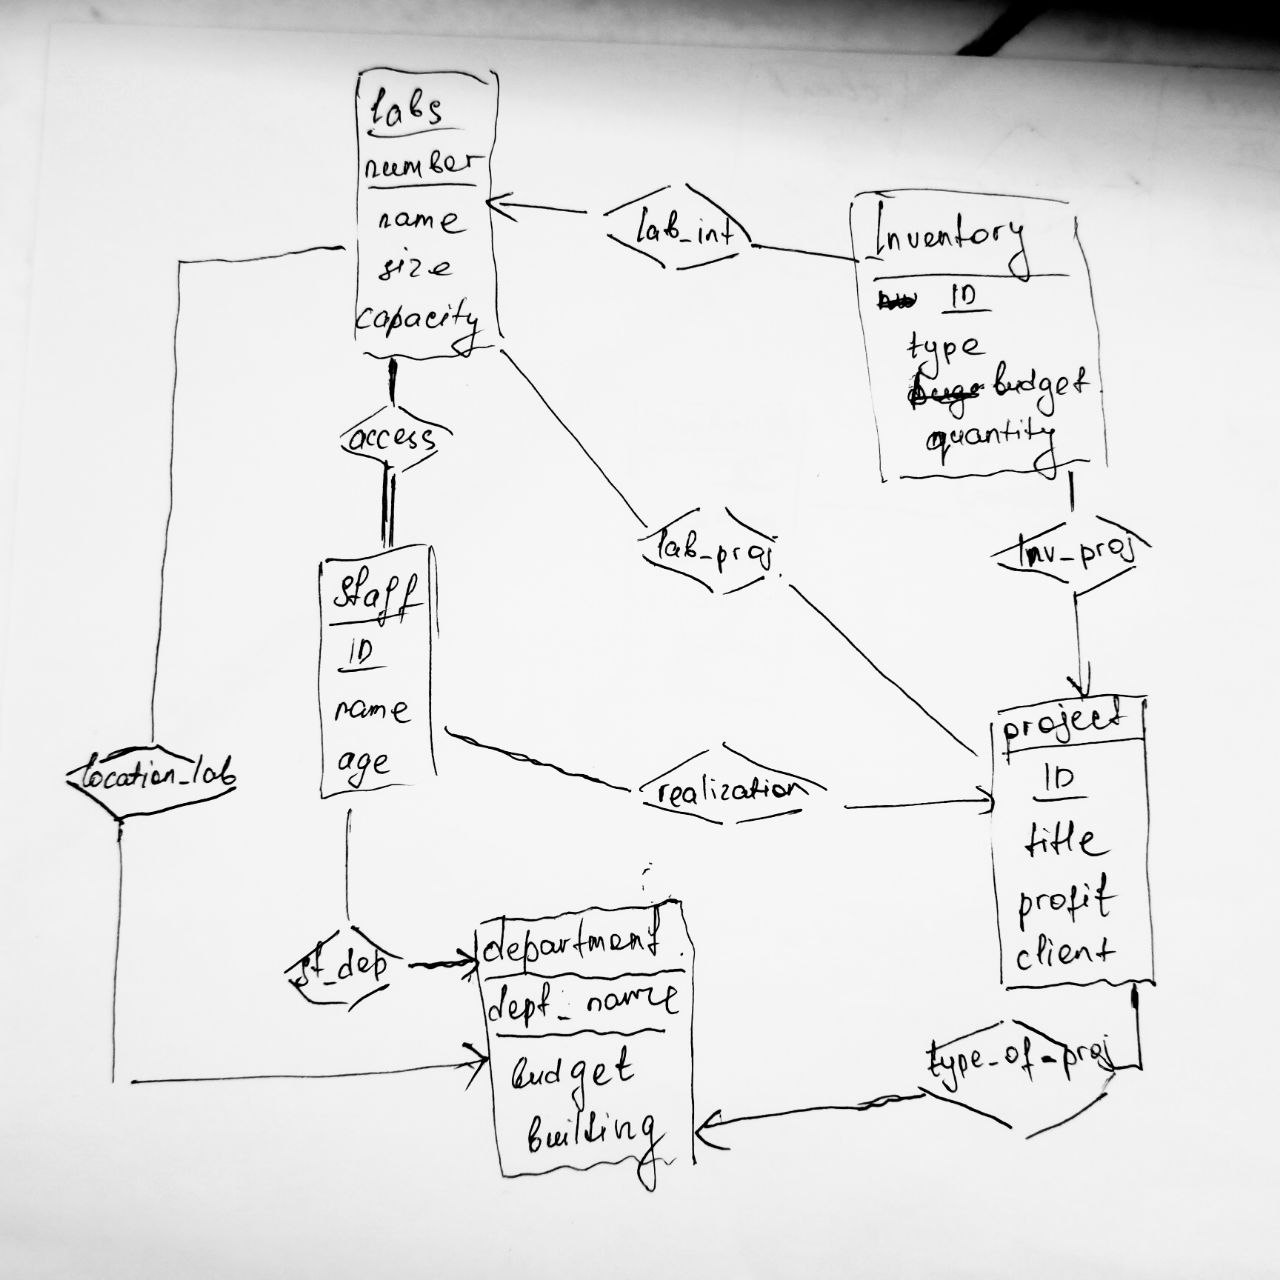 labs
number
name
size
capacity
lab_int
Inventory
ID
type
budget
quantity
access
lab_proj
Inv_proj
staff
ID
name
age
location_lab
realization
project
ID
title
profit
client
st_dep
department
dept_name
budget
building
type_of_proj